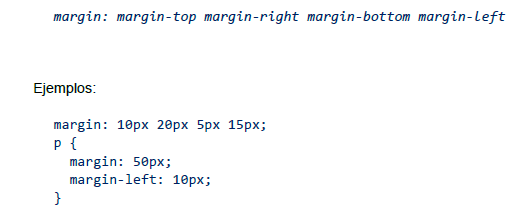 margin: margin-top margin-right margin-bottom margin-left
Ejemplos:
margin: 10px 20px 5px 15px;
p {
margin: 50px;
margin-left: 10px;
}